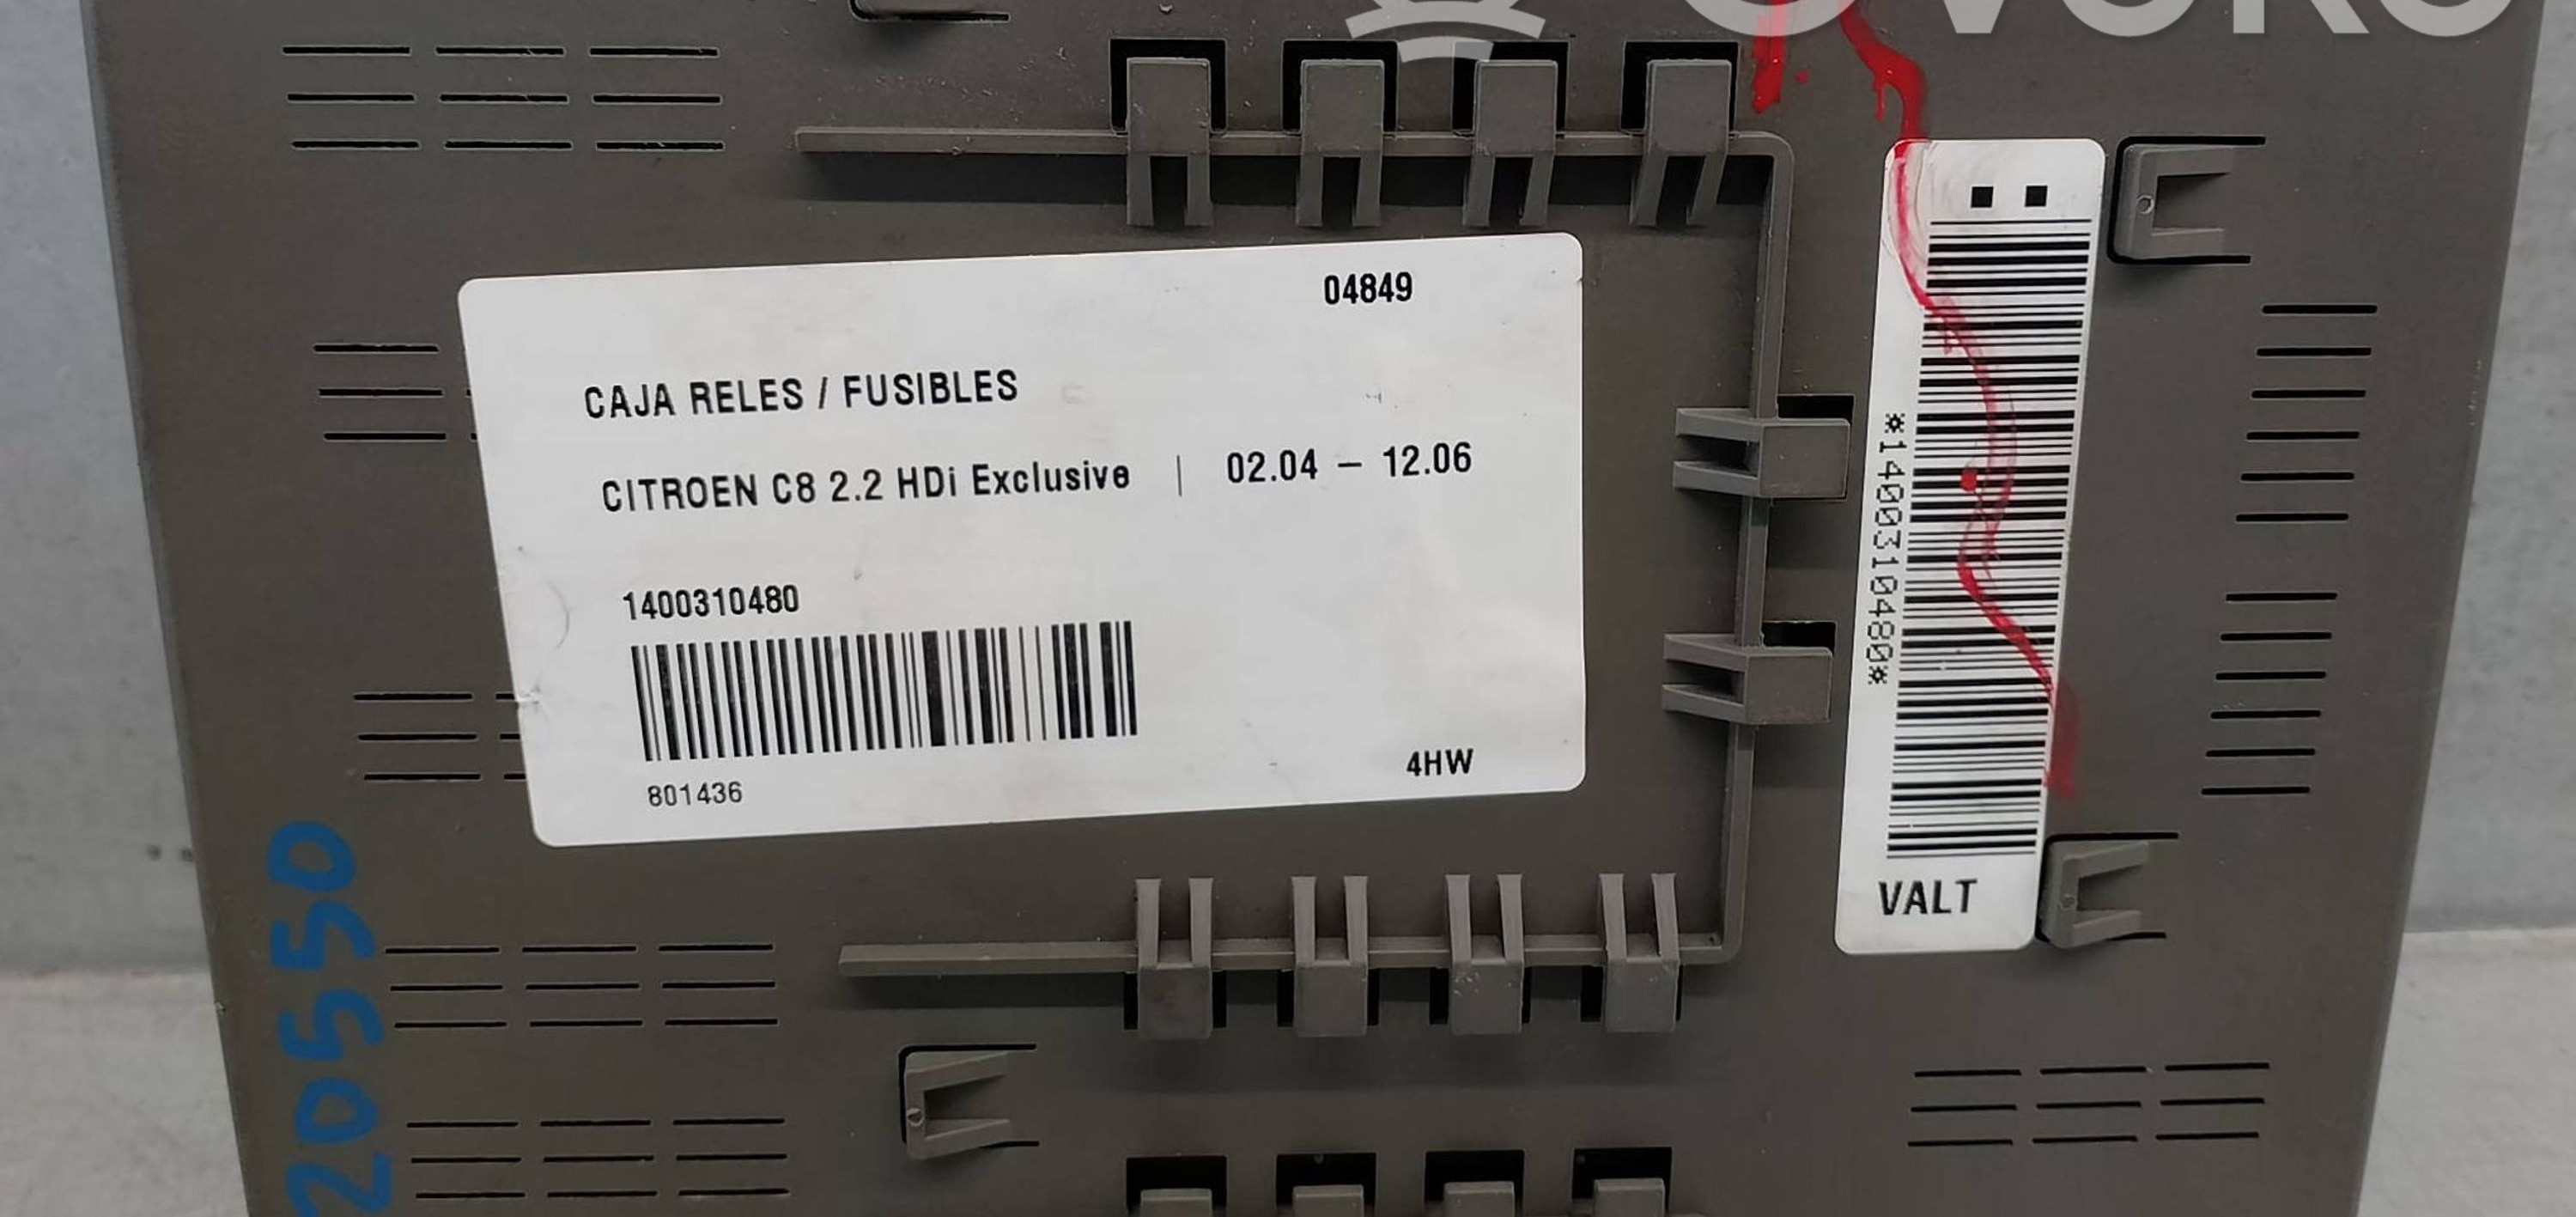 04849
CAJA RELES / FUSIBLES
CITROEN C8 2.2 HDi Exclusive | 02.04 – 12.06
1400310480
801436
4HW
*1400310480*
VALT
20550